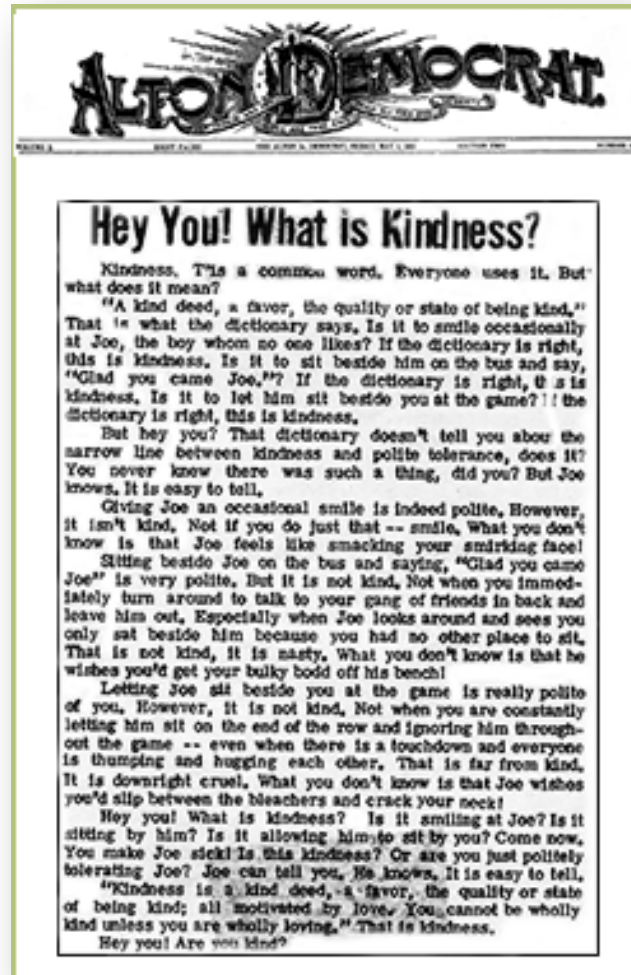 ALTON DEMOCRAT.
Hey You! What is Kindness?
Kindness. This a common word. Everyone uses it. But
what does it mean?
"A kind deed, a favor, the quality or state of being kind."
That is what the dictionary says. Is it to smile occasionally
at Joe, the boy whom no one likes? If the dictionary is right,
this is kindness. Is it to sit beside him on the bus and say,
"Glad you came Joe."? If the dictionary is right, this is
kindness. Is it to let him sit beside you at the game? If the
dictionary is right, this is kindness.
But hey you? That dictionary doesn't tell you abour the
narrow line between kindness and polite tolerance, does it?
You never knew there was such a thing, did you? But Joe
knows. It is easy to tell.
Giving Joe an occasional smile is indeed polite. However,
it isn't kind. Not if you do just that -- smile. What you don't
know is that Joe feels like smacking your smirking face!
Sitting beside Joe on the bus and saying, "Glad you came
Joe" is very polite. But it is not kind. Not when you immed-
iately turn around to talk to your gang of friends in back and
leave him out. Especially when Joe looks around and sees you
only sat beside him because you had no other place to sit.
That is not kind, it is nasty. What you don't know is that he
wishes you'd get your bulky bodd off his bench!
Letting Joe sit beside you at the game is really polite
of you. However, it is not kind. Not when you are constantly
letting him sit on the end of the row and ignoring him through-
out the game -- even when there is a touchdown and everyone
is thumping and hugging each other. That is far from kind.
It is downright cruel. What you don't know is that Joe wishes
you'd slip between the bleachers and crack your neck!
Hey you! What is kindness? Is it smiling at Joe? Is it
sitting by him? Is it allowing him to sit by you? Come now.
You make Joe sick! Is this kindness? Or are you just politely
tolerating Joe? Joe can tell you. He knows. It is easy to tell.
"Kindness is a kind deed, a favor, the quality or state
of being kind; all motivated by love. You cannot be wholly
kind unless you are wholly loving." That is kindness.
Hey you! Are you kind?